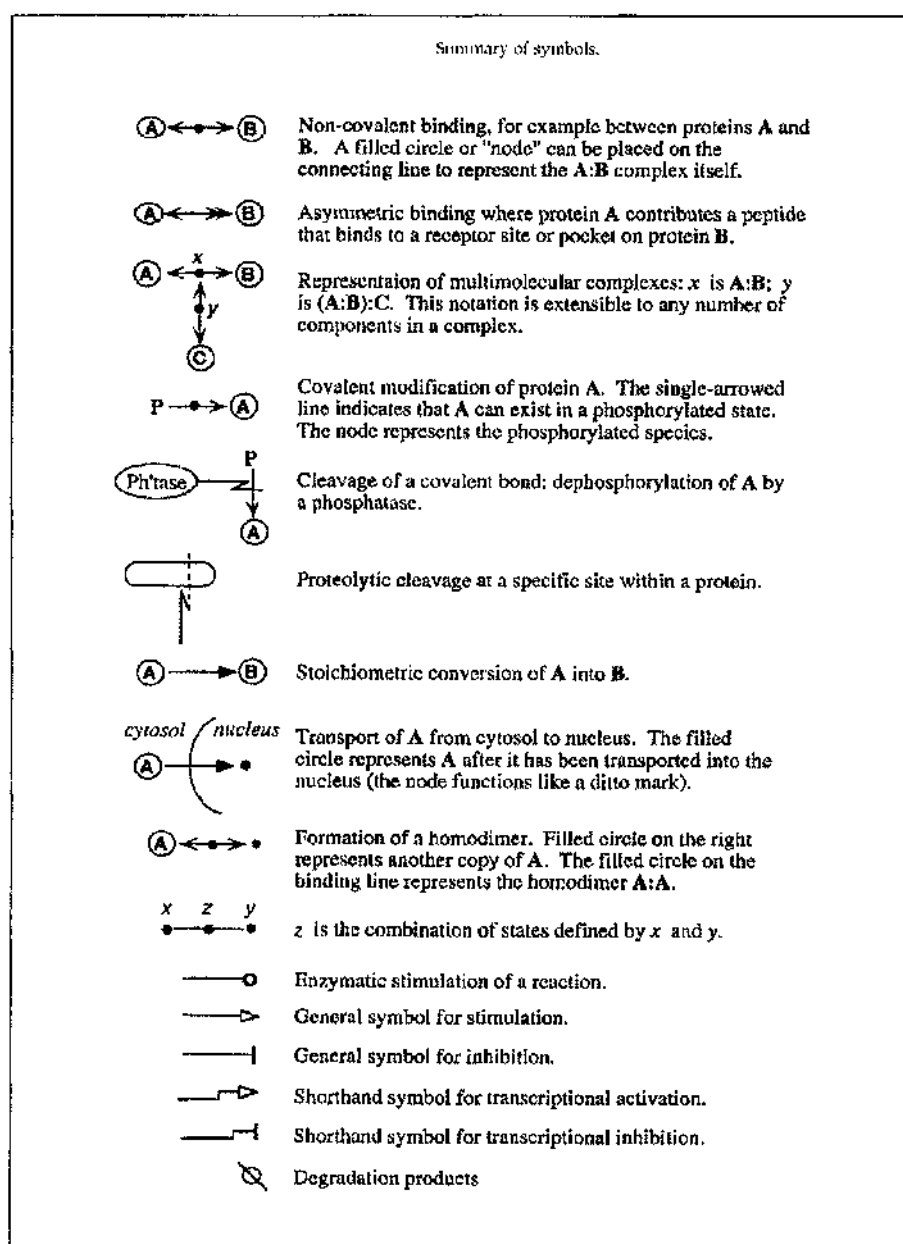 Summary of symbols.
A B Non-covalent binding, for example between proteins A and
B. A filled circle or "node" can be placed on the
connecting line to represent the A:B complex itself.
A B Asymmetric binding where protein A contributes a peptide
that binds to a receptor site or pocket on protein B.
x
A B Representaion of multimolecular complexes: x is A:B; y
y is (A:B):C. This notation is extensible to any number of
components in a complex.
C
Covalent modification of protein A. The single-arrowed
P A line indicates that A can exist in a phosphorylated state.
The node represents the phosphorylated species.
P
Ph'tase Cleavage of a covalent bond: dephosphorylation of A by
a phosphatase.
A
Proteolytic cleavage at a specific site within a protein.
A B Stoichiometric conversion of A into B.
cytosol nucleus Transport of A from cytosol to nucleus. The filled
A circle represents A after it has been transported into the
nucleus (the node functions like a ditto mark).
A Formation of a homodimer. Filled circle on the right
represents another copy of A. The filled circle on the
binding line represents the homodimer A:A.
x z y
z is the combination of states defined by x and y.
Enzymatic stimulation of a reaction.
General symbol for stimulation.
General symbol for inhibition.
Shorthand symbol for transcriptional activation.
Shorthand symbol for transcriptional inhibition.
Degradation products